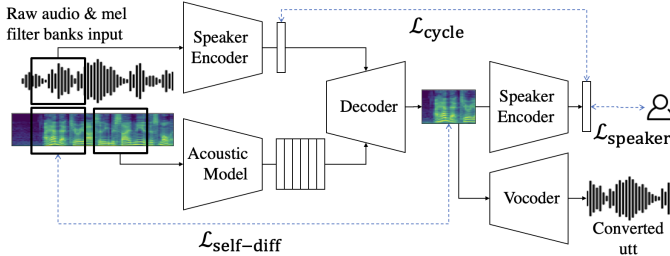 Raw audio & mel
filter banks input
Speaker
Encoder
ℒcycle
Decoder
Speaker
Encoder
ℒspeaker
Acoustic
Model
Vocoder
ℒself−diff
Converted
utt